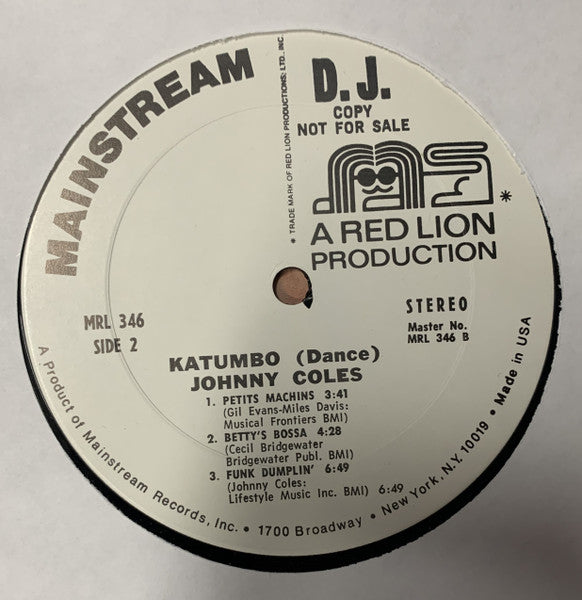 MAINSTREAM
* TRADE MARK OF RED LION PRODUCTIONS, LTD., INC.
D.J.
COPY
NOT FOR SALE
ms
*
A RED LION
PRODUCTION
MRL 346
SIDE 2
STEREO
Master No.
MRL 346 B
KATUMBO (Dance)
JOHNNY COLES
1. PETITS MACHINS 3:41
(Gil Evans-Miles Davis:
Musical Frontiers BMI)
2. BETTY'S BOSSA 4:28
(Cecil Bridgewater
Bridgewater Publ. BMI)
3. FUNK DUMPLIN' 6:49
(Johnny Coles:
Lifestyle Music Inc. BMI) 6:49
A Product of Mainstream Records, Inc. • 1700 Broadway • New York, N.Y. 10019 • Made in USA